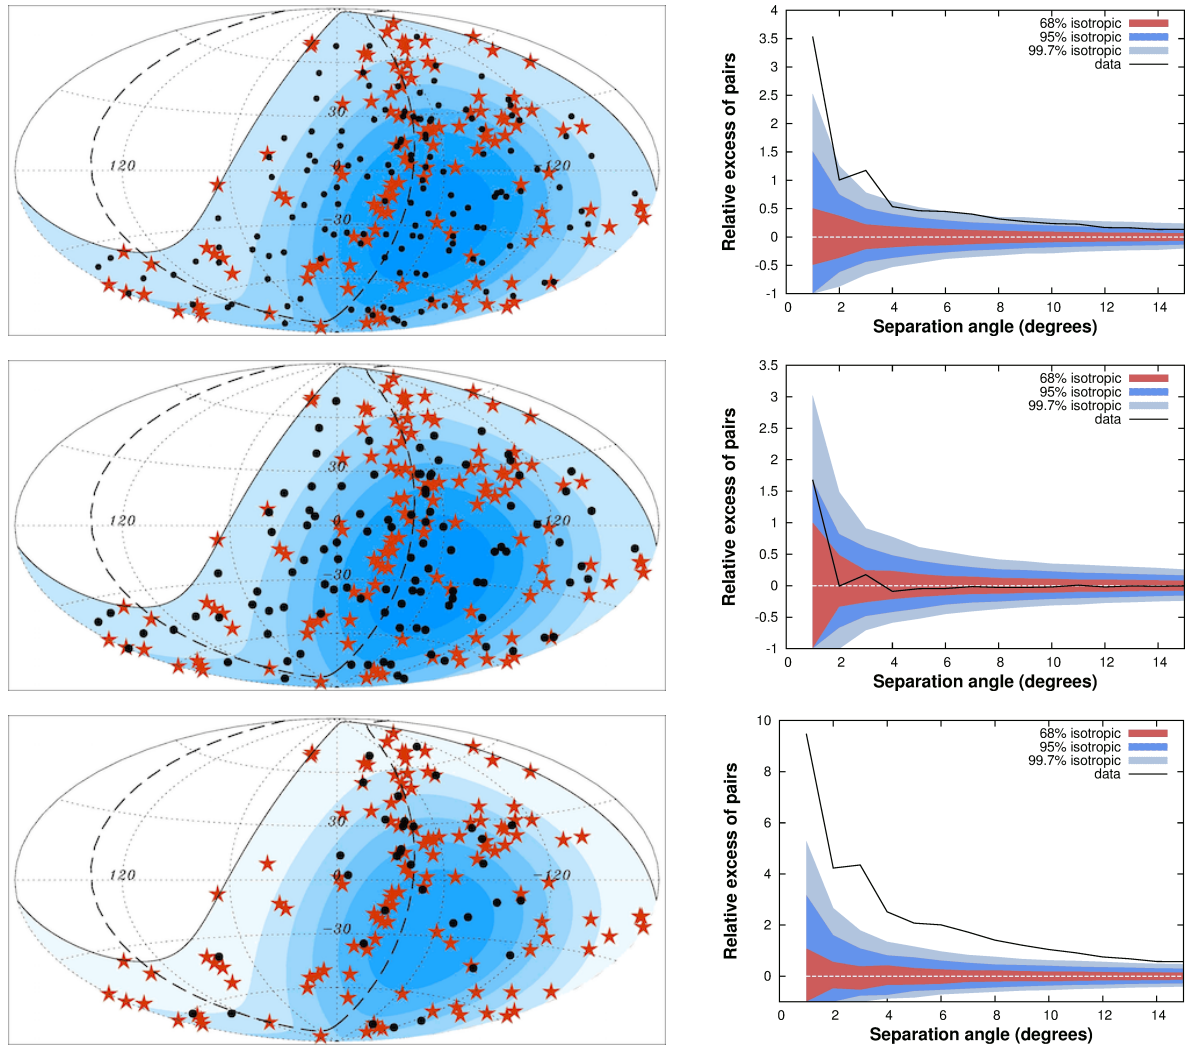 30
120
0
-120
-30
4
3.5
3
2.5
2
1.5
1
0.5
0
-0.5
-1
Relative excess of pairs
68% isotropic
95% isotropic
99.7% isotropic
data
0 2 4 6 8 10 12 14
Separation angle (degrees)
30
120
0
-120
-30
3.5
3
2.5
2
1.5
1
0.5
0
-0.5
-1
Relative excess of pairs
68% isotropic
95% isotropic
99.7% isotropic
data
0 2 4 6 8 10 12 14
Separation angle (degrees)
30
120
0
-120
-30
10
8
6
4
2
0
Relative excess of pairs
68% isotropic
95% isotropic
99.7% isotropic
data
0 2 4 6 8 10 12 14
Separation angle (degrees)